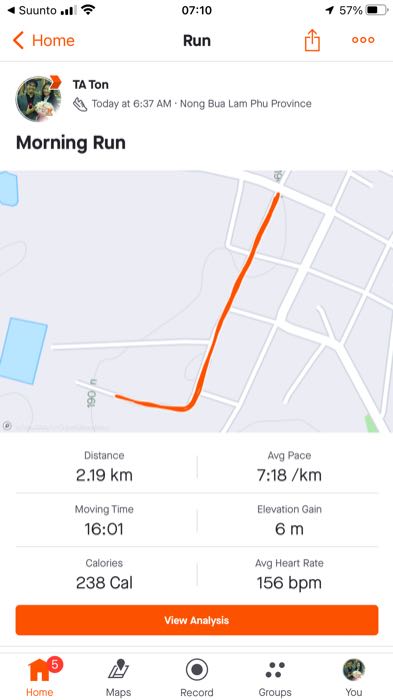 ◀ Suunto 07:10 57%
Home Run
TA Ton
Today at 6:37 AM · Nong Bua Lam Phu Province
Morning Run
190 m
Distance Avg Pace
2.19 km 7:18 /km
Moving Time Elevation Gain
16:01 6 m
Calories Avg Heart Rate
238 Cal 156 bpm
View Analysis
5
Home Maps Record Groups You